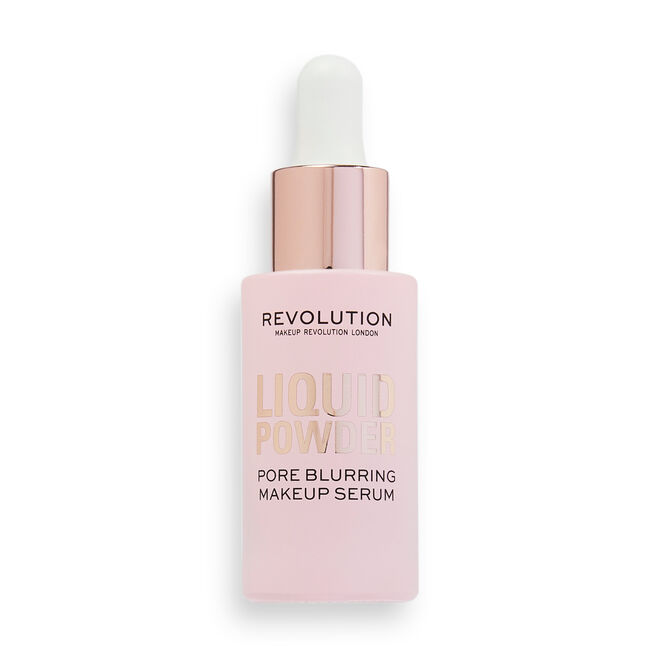 REVOLUTION
MAKEUP REVOLUTION LONDON
LIQUID
POWDER
PORE BLURRING
MAKEUP SERUM